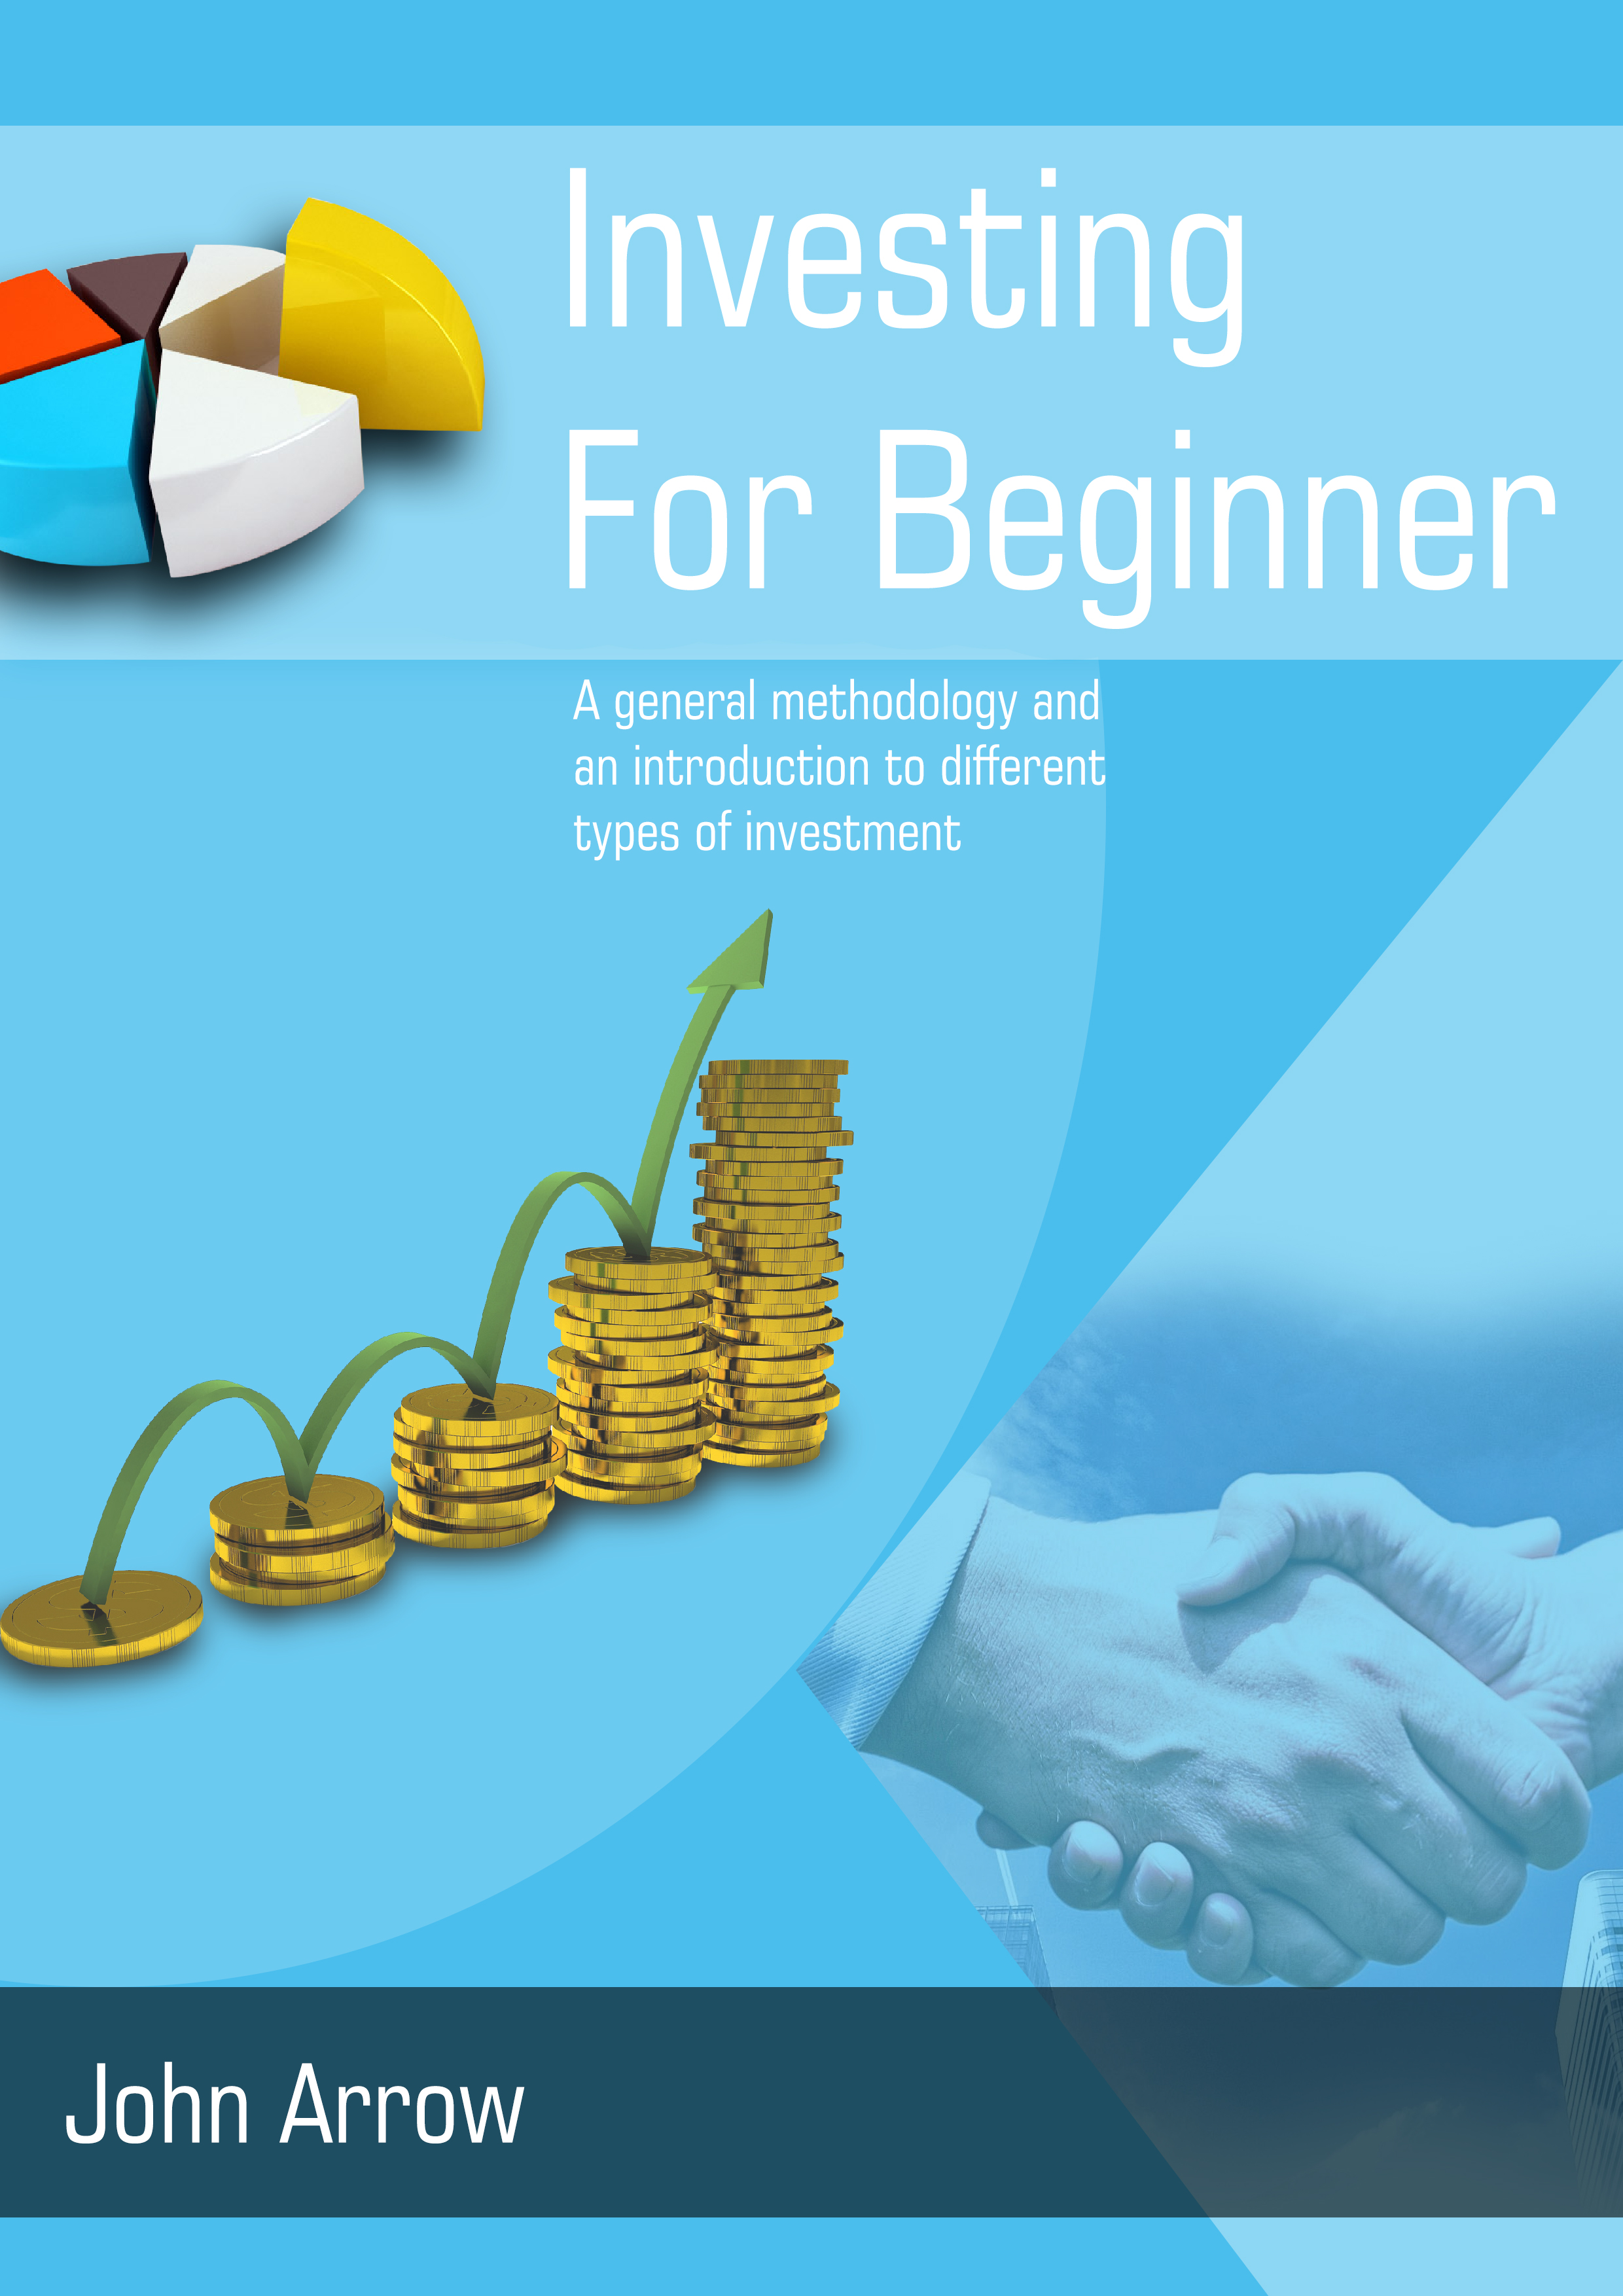 Investing
For Beginner
A general methodology and
an introduction to different
types of investment
John Arrow